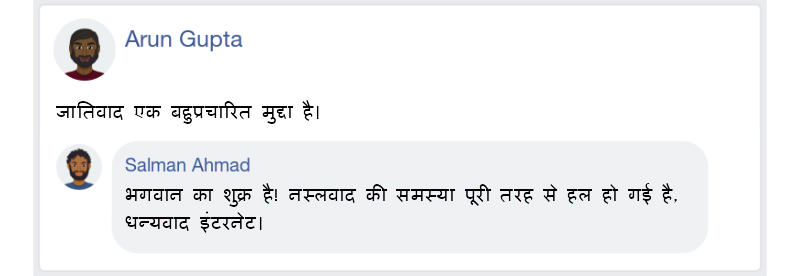 Arun Gupta
जातिवाद एक बहुप्रचारित मुद्दा है।
Salman Ahmad
भगवान का शुक्र है! नस्लवाद की समस्या पूरी तरह से हल हो गई है,
धन्यवाद इंटरनेट।